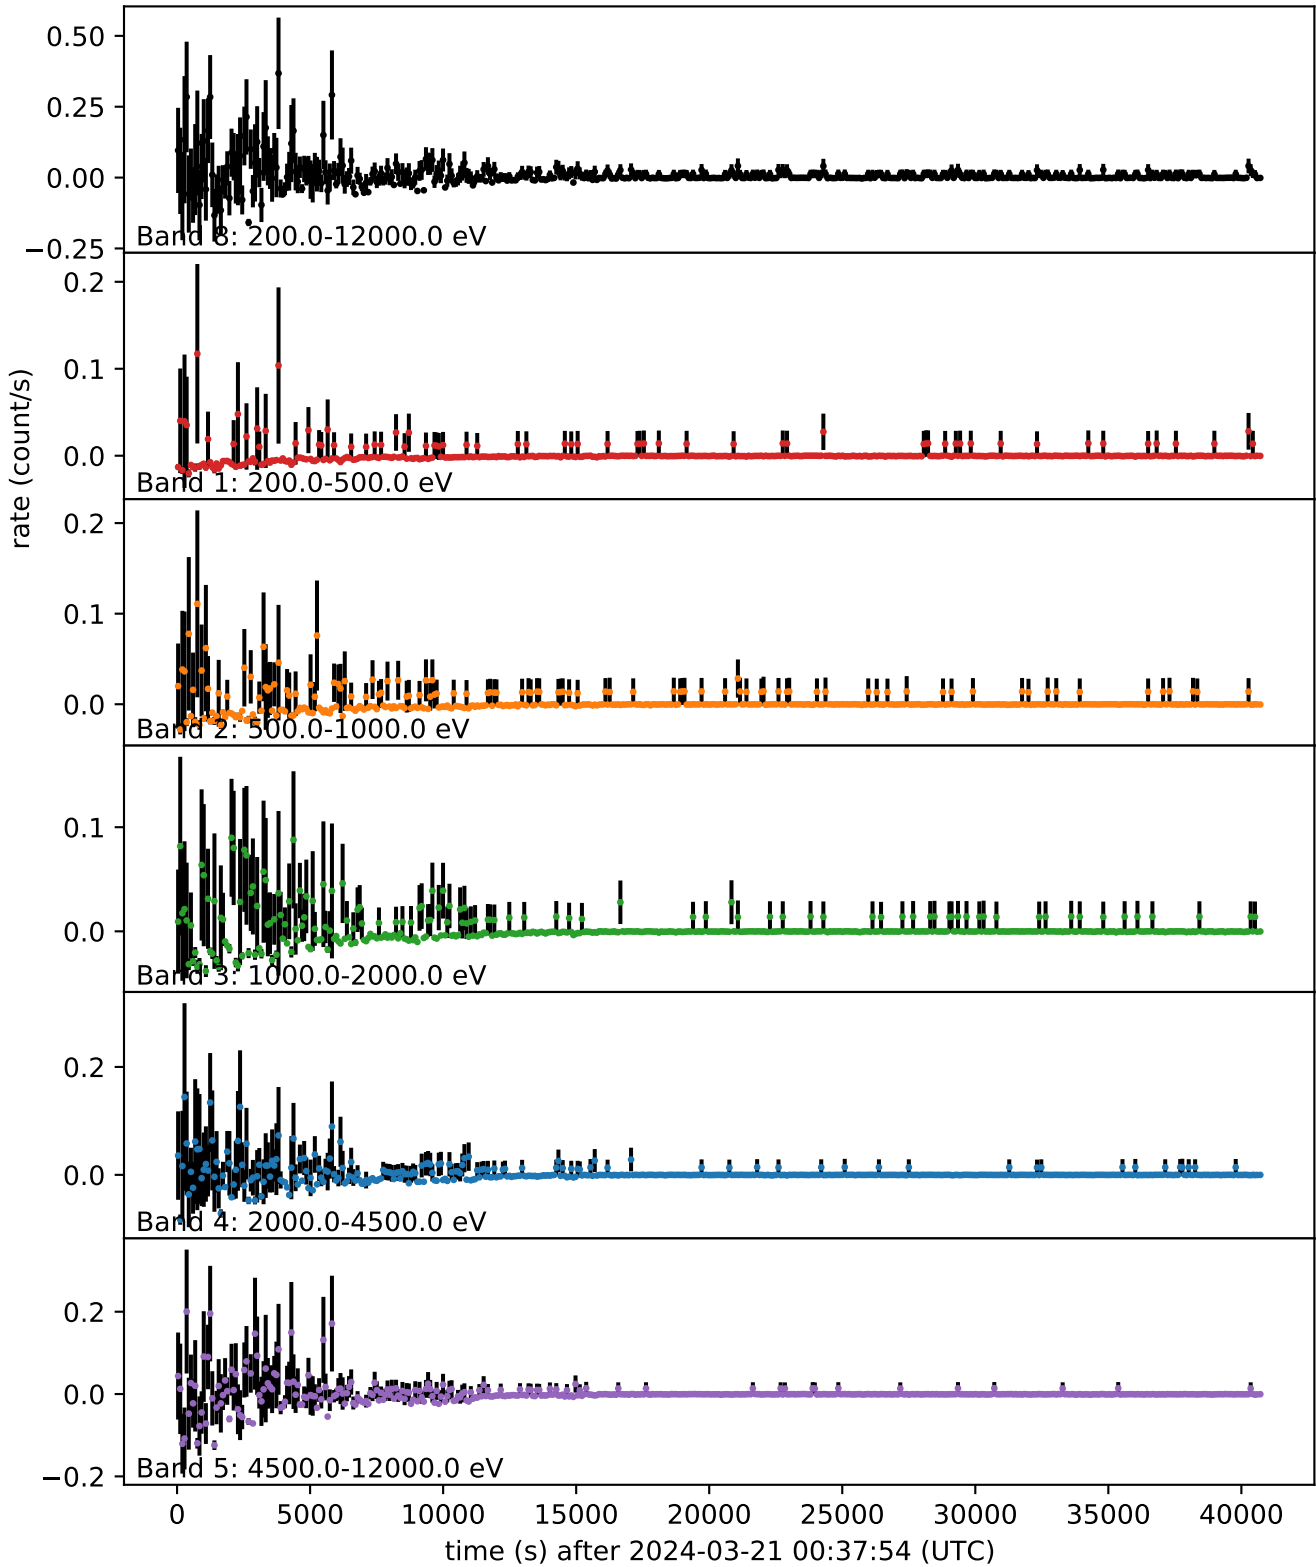 0.50
0.25
0.00
−0.25
Band 8: 200.0-12000.0 eV
0.2
0.1
0.0
Band 1: 200.0-500.0 eV
rate (count/s)
0.2
0.1
0.0
Band 2: 500.0-1000.0 eV
0.1
0.0
Band 3: 1000.0-2000.0 eV
0.2
0.0
Band 4: 2000.0-4500.0 eV
0.2
0.0
−0.2
Band 5: 4500.0-12000.0 eV
0 5000 10000 15000 20000 25000 30000 35000 40000
time (s) after 2024-03-21 00:37:54 (UTC)